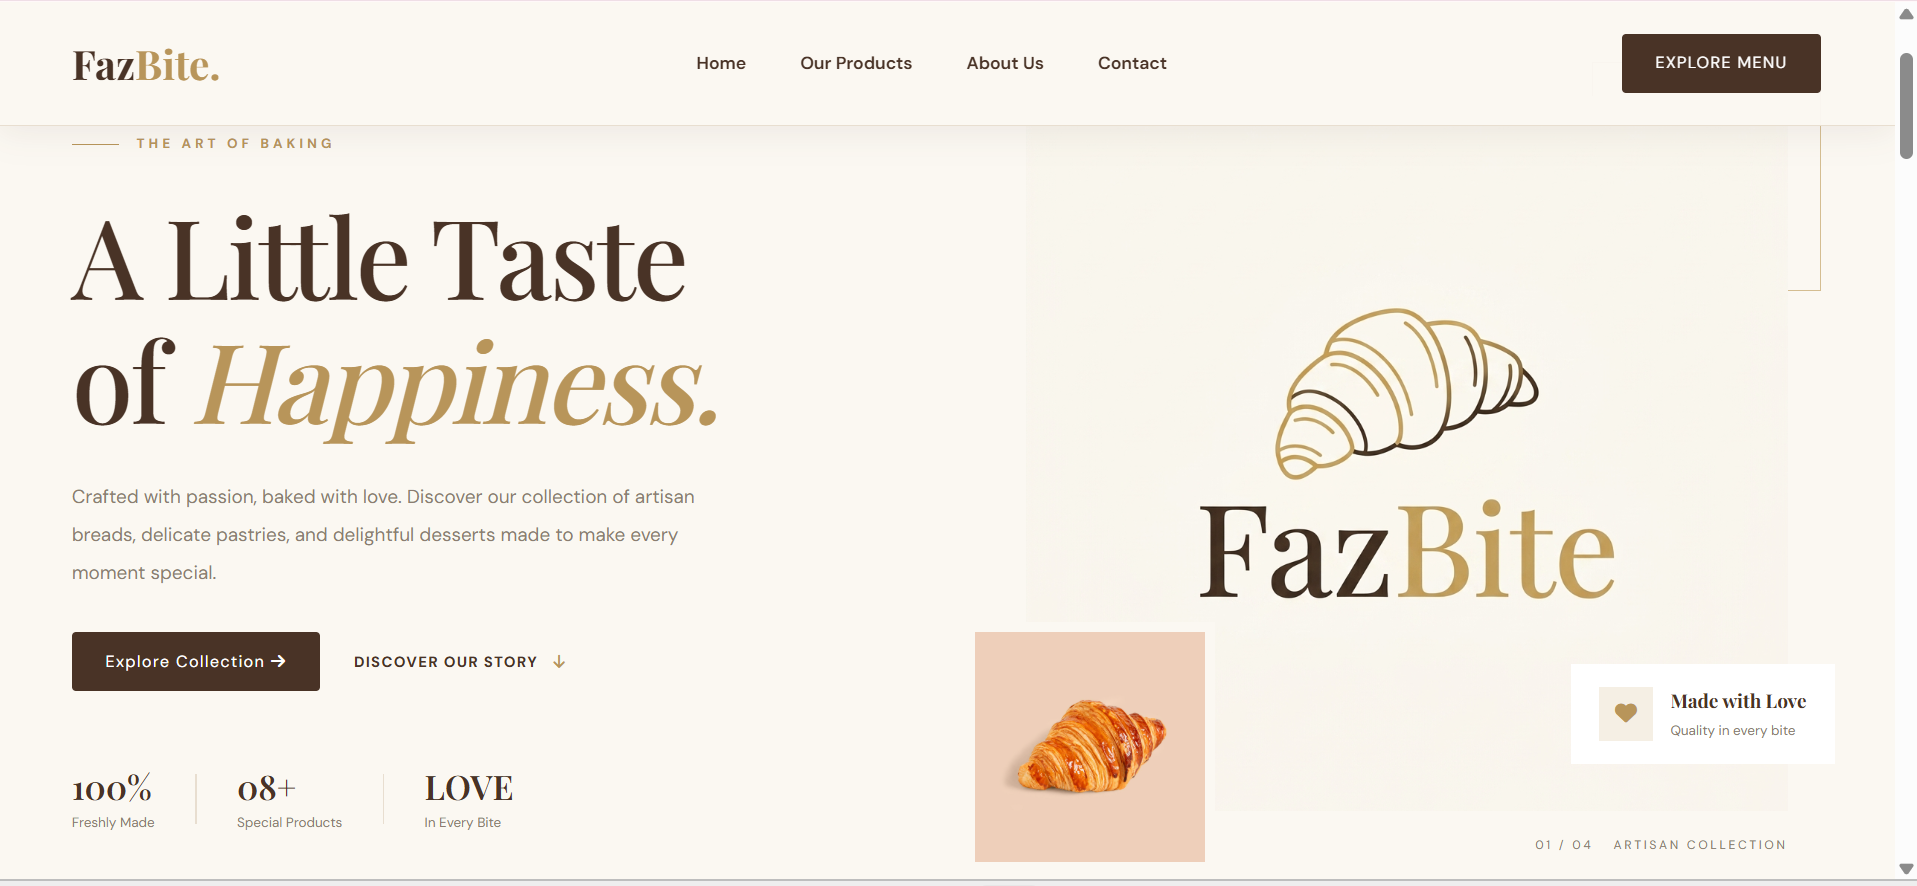 FazBite.
Home
Our Products
About Us
Contact
EXPLORE MENU
THE ART OF BAKING
A Little Taste
of Happiness.
Crafted with passion, baked with love. Discover our collection of artisan
breads, delicate pastries, and delightful desserts made to make every
moment special.
Explore Collection →
DISCOVER OUR STORY ↓
100%
Freshly Made
08+
Special Products
LOVE
In Every Bite
FazBite
Made with Love
Quality in every bite
01 / 04 ARTISAN COLLECTION